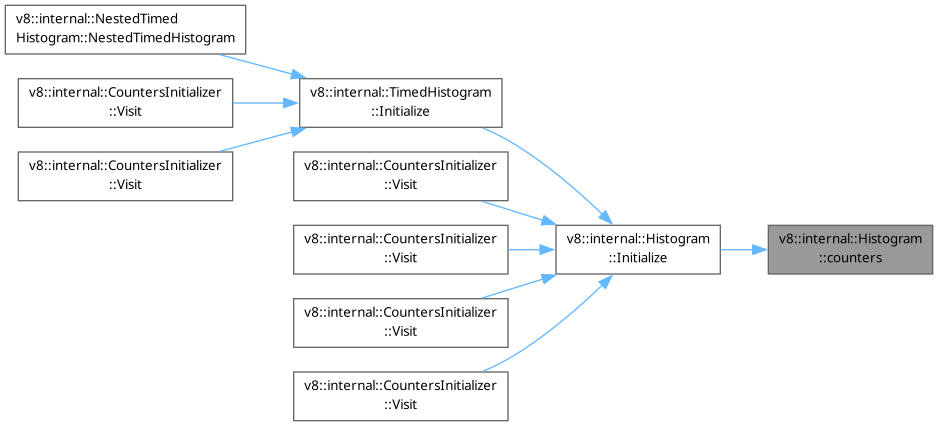 v8::internal::NestedTimed
Histogram::NestedTimedHistogram
v8::internal::CountersInitializer
::Visit
v8::internal::CountersInitializer
::Visit
v8::internal::TimedHistogram
::Initialize
v8::internal::CountersInitializer
::Visit
v8::internal::CountersInitializer
::Visit
v8::internal::CountersInitializer
::Visit
v8::internal::CountersInitializer
::Visit
v8::internal::Histogram
::Initialize
v8::internal::Histogram
::counters